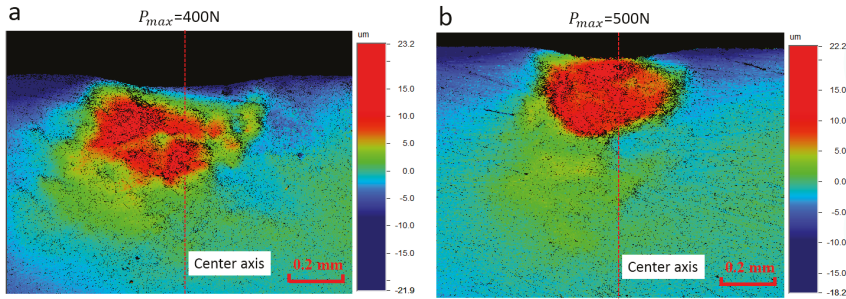 a
P_max=400N
um
23.2
15.0
10.0
5.0
0.0
-5.0
-10.0
-15.0
-21.9
Center axis
0.2 mm
b
P_max=500N
um
22.2
15.0
10.0
5.0
0.0
-5.0
-10.0
-15.0
-18.2
Center axis
0.2 mm